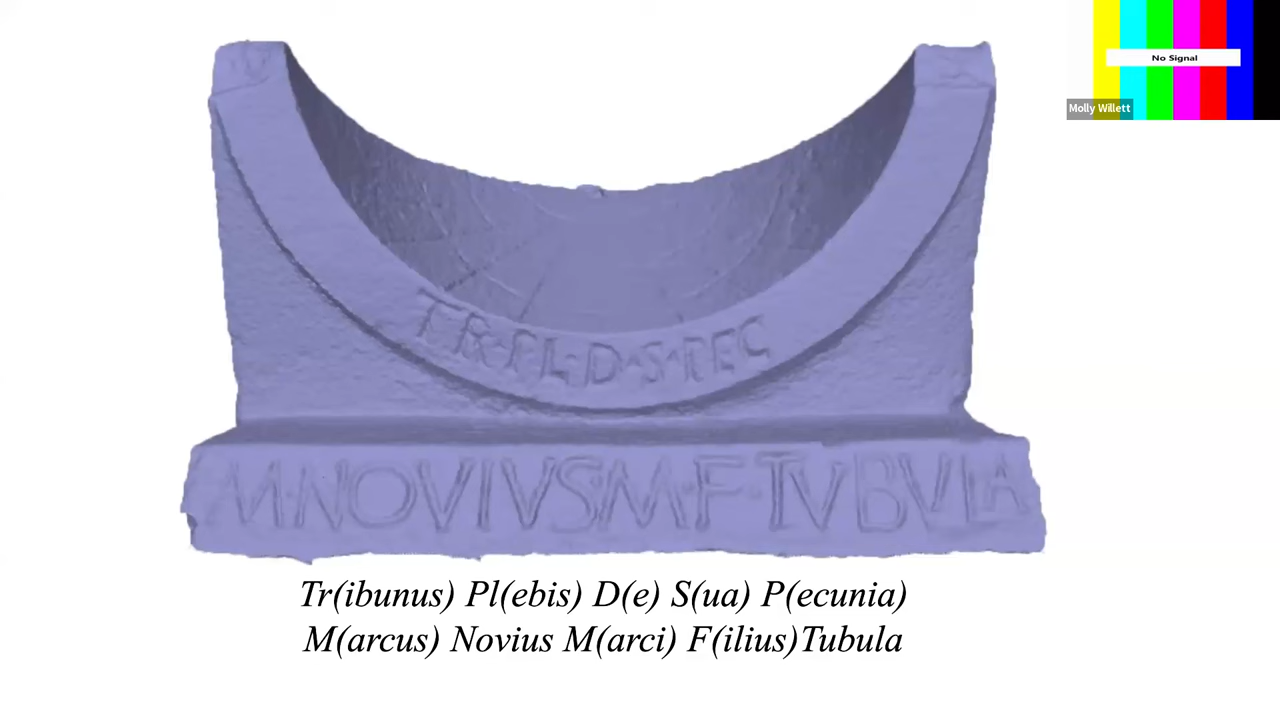 No Signal
Molly Willett
TR·PL·D·S·PEC
M·NOVIVS·M·F·TVBVLA
Tr(ibunus) Pl(ebis) D(e) S(ua) P(ecunia)
M(arcus) Novius M(arci) F(ilius)Tubula